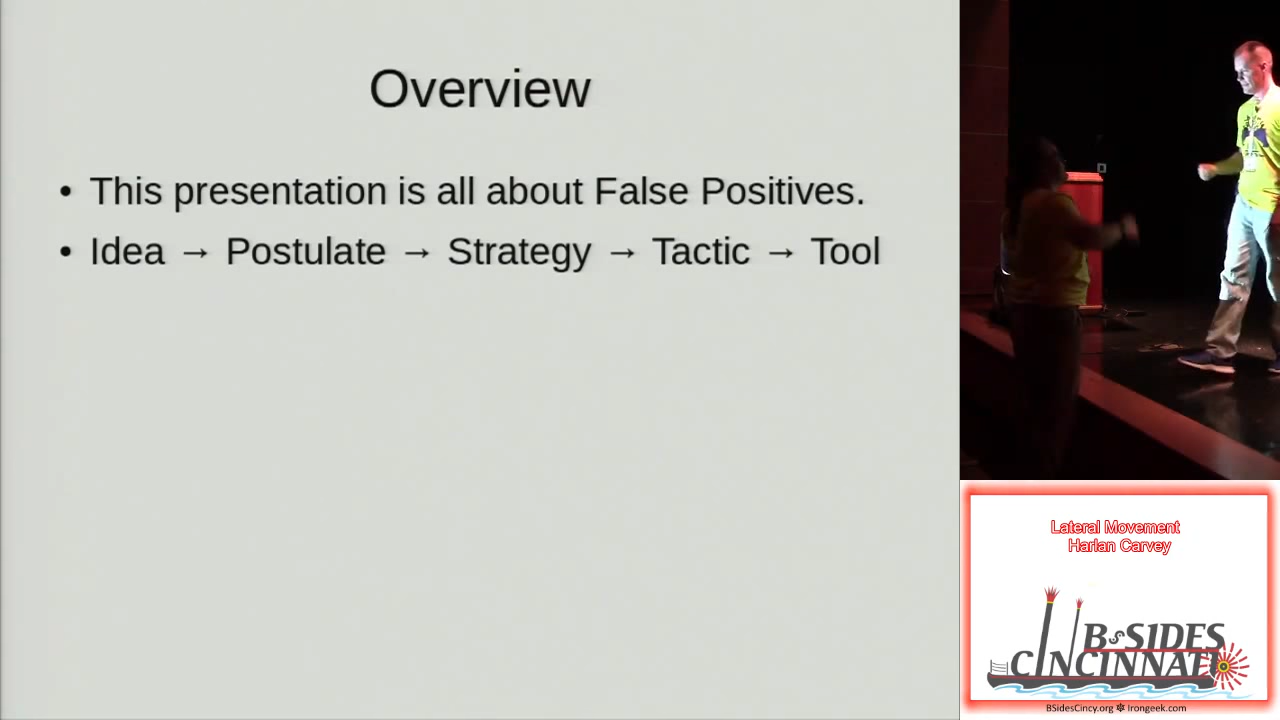 Overview
• This presentation is all about False Positives.
• Idea → Postulate → Strategy → Tactic → Tool
Lateral Movement
Harlan Carvey
BSIDES
CINCINNATI
BSidesCincy.org ✽ Irongeek.com